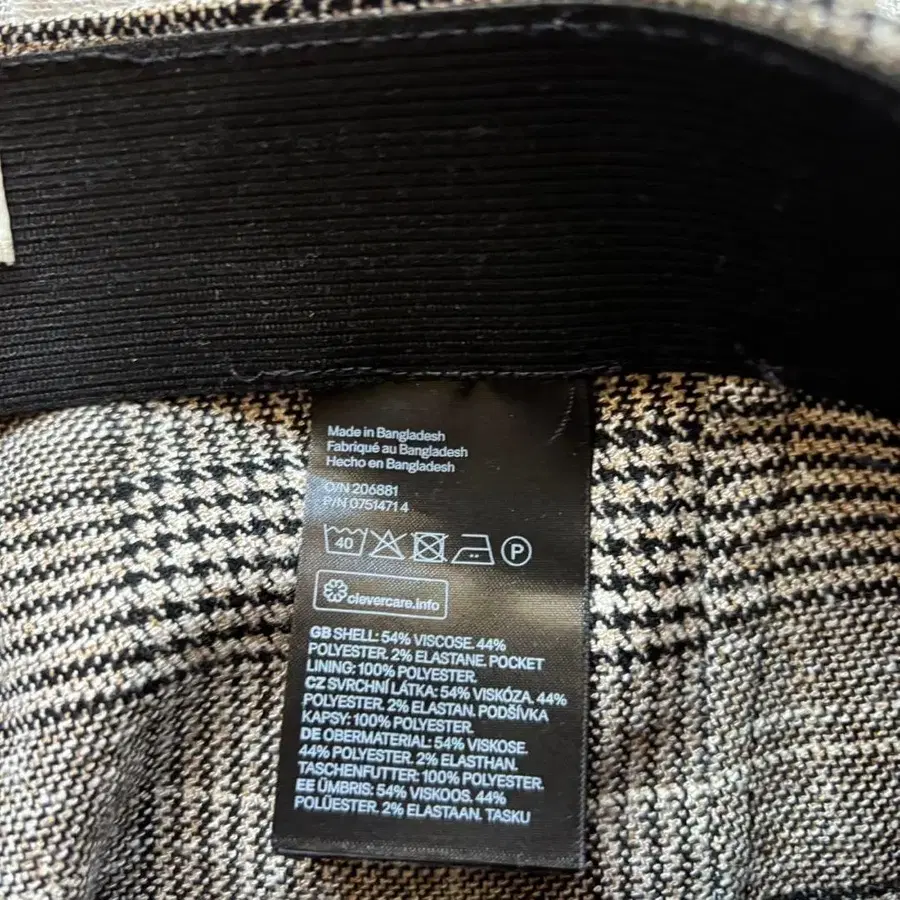 Made in Bangladesh
Fabriqué au Bangladesh
Hecho en Bangladesh
O/N 206881
P/N 0751471 4
40
P
clevercare.info
GB SHELL: 54% VISCOSE. 44%
POLYESTER. 2% ELASTANE. POCKET
LINING: 100% POLYESTER.
CZ SVRCHNÍ LÁTKA: 54% VISKÓZA. 44%
POLYESTER. 2% ELASTAN. PODŠÍVKA
KAPSY: 100% POLYESTER.
DE OBERMATERIAL: 54% VISKOSE.
44% POLYESTER. 2% ELASTHAN.
TASCHENFUTTER: 100% POLYESTER.
EE ÜMBRIS: 54% VISKOOS. 44%
POLÜESTER. 2% ELASTAAN. TASKU